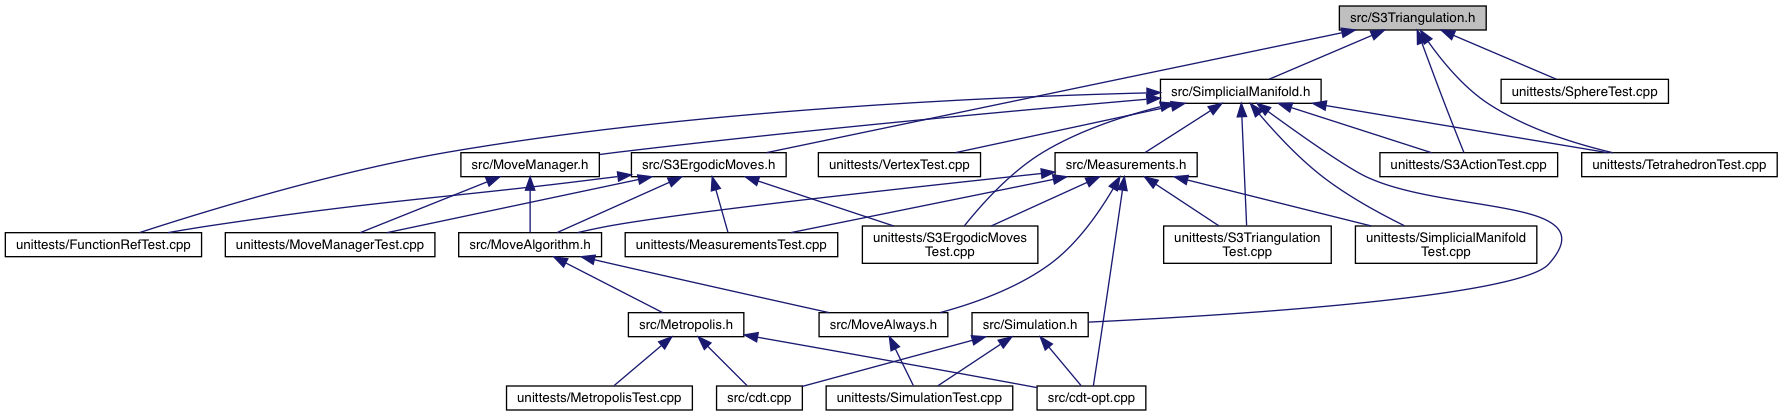 src/S3Triangulation.h
src/SimplicialManifold.h
unittests/SphereTest.cpp
src/MoveManager.h
src/S3ErgodicMoves.h
unittests/VertexTest.cpp
src/Measurements.h
unittests/S3ActionTest.cpp
unittests/TetrahedronTest.cpp
unittests/FunctionRefTest.cpp
unittests/MoveManagerTest.cpp
src/MoveAlgorithm.h
unittests/MeasurementsTest.cpp
unittests/S3ErgodicMoves
Test.cpp
unittests/S3Triangulation
Test.cpp
unittests/SimplicialManifold
Test.cpp
src/Metropolis.h
src/MoveAlways.h
src/Simulation.h
unittests/MetropolisTest.cpp
src/cdt.cpp
unittests/SimulationTest.cpp
src/cdt-opt.cpp